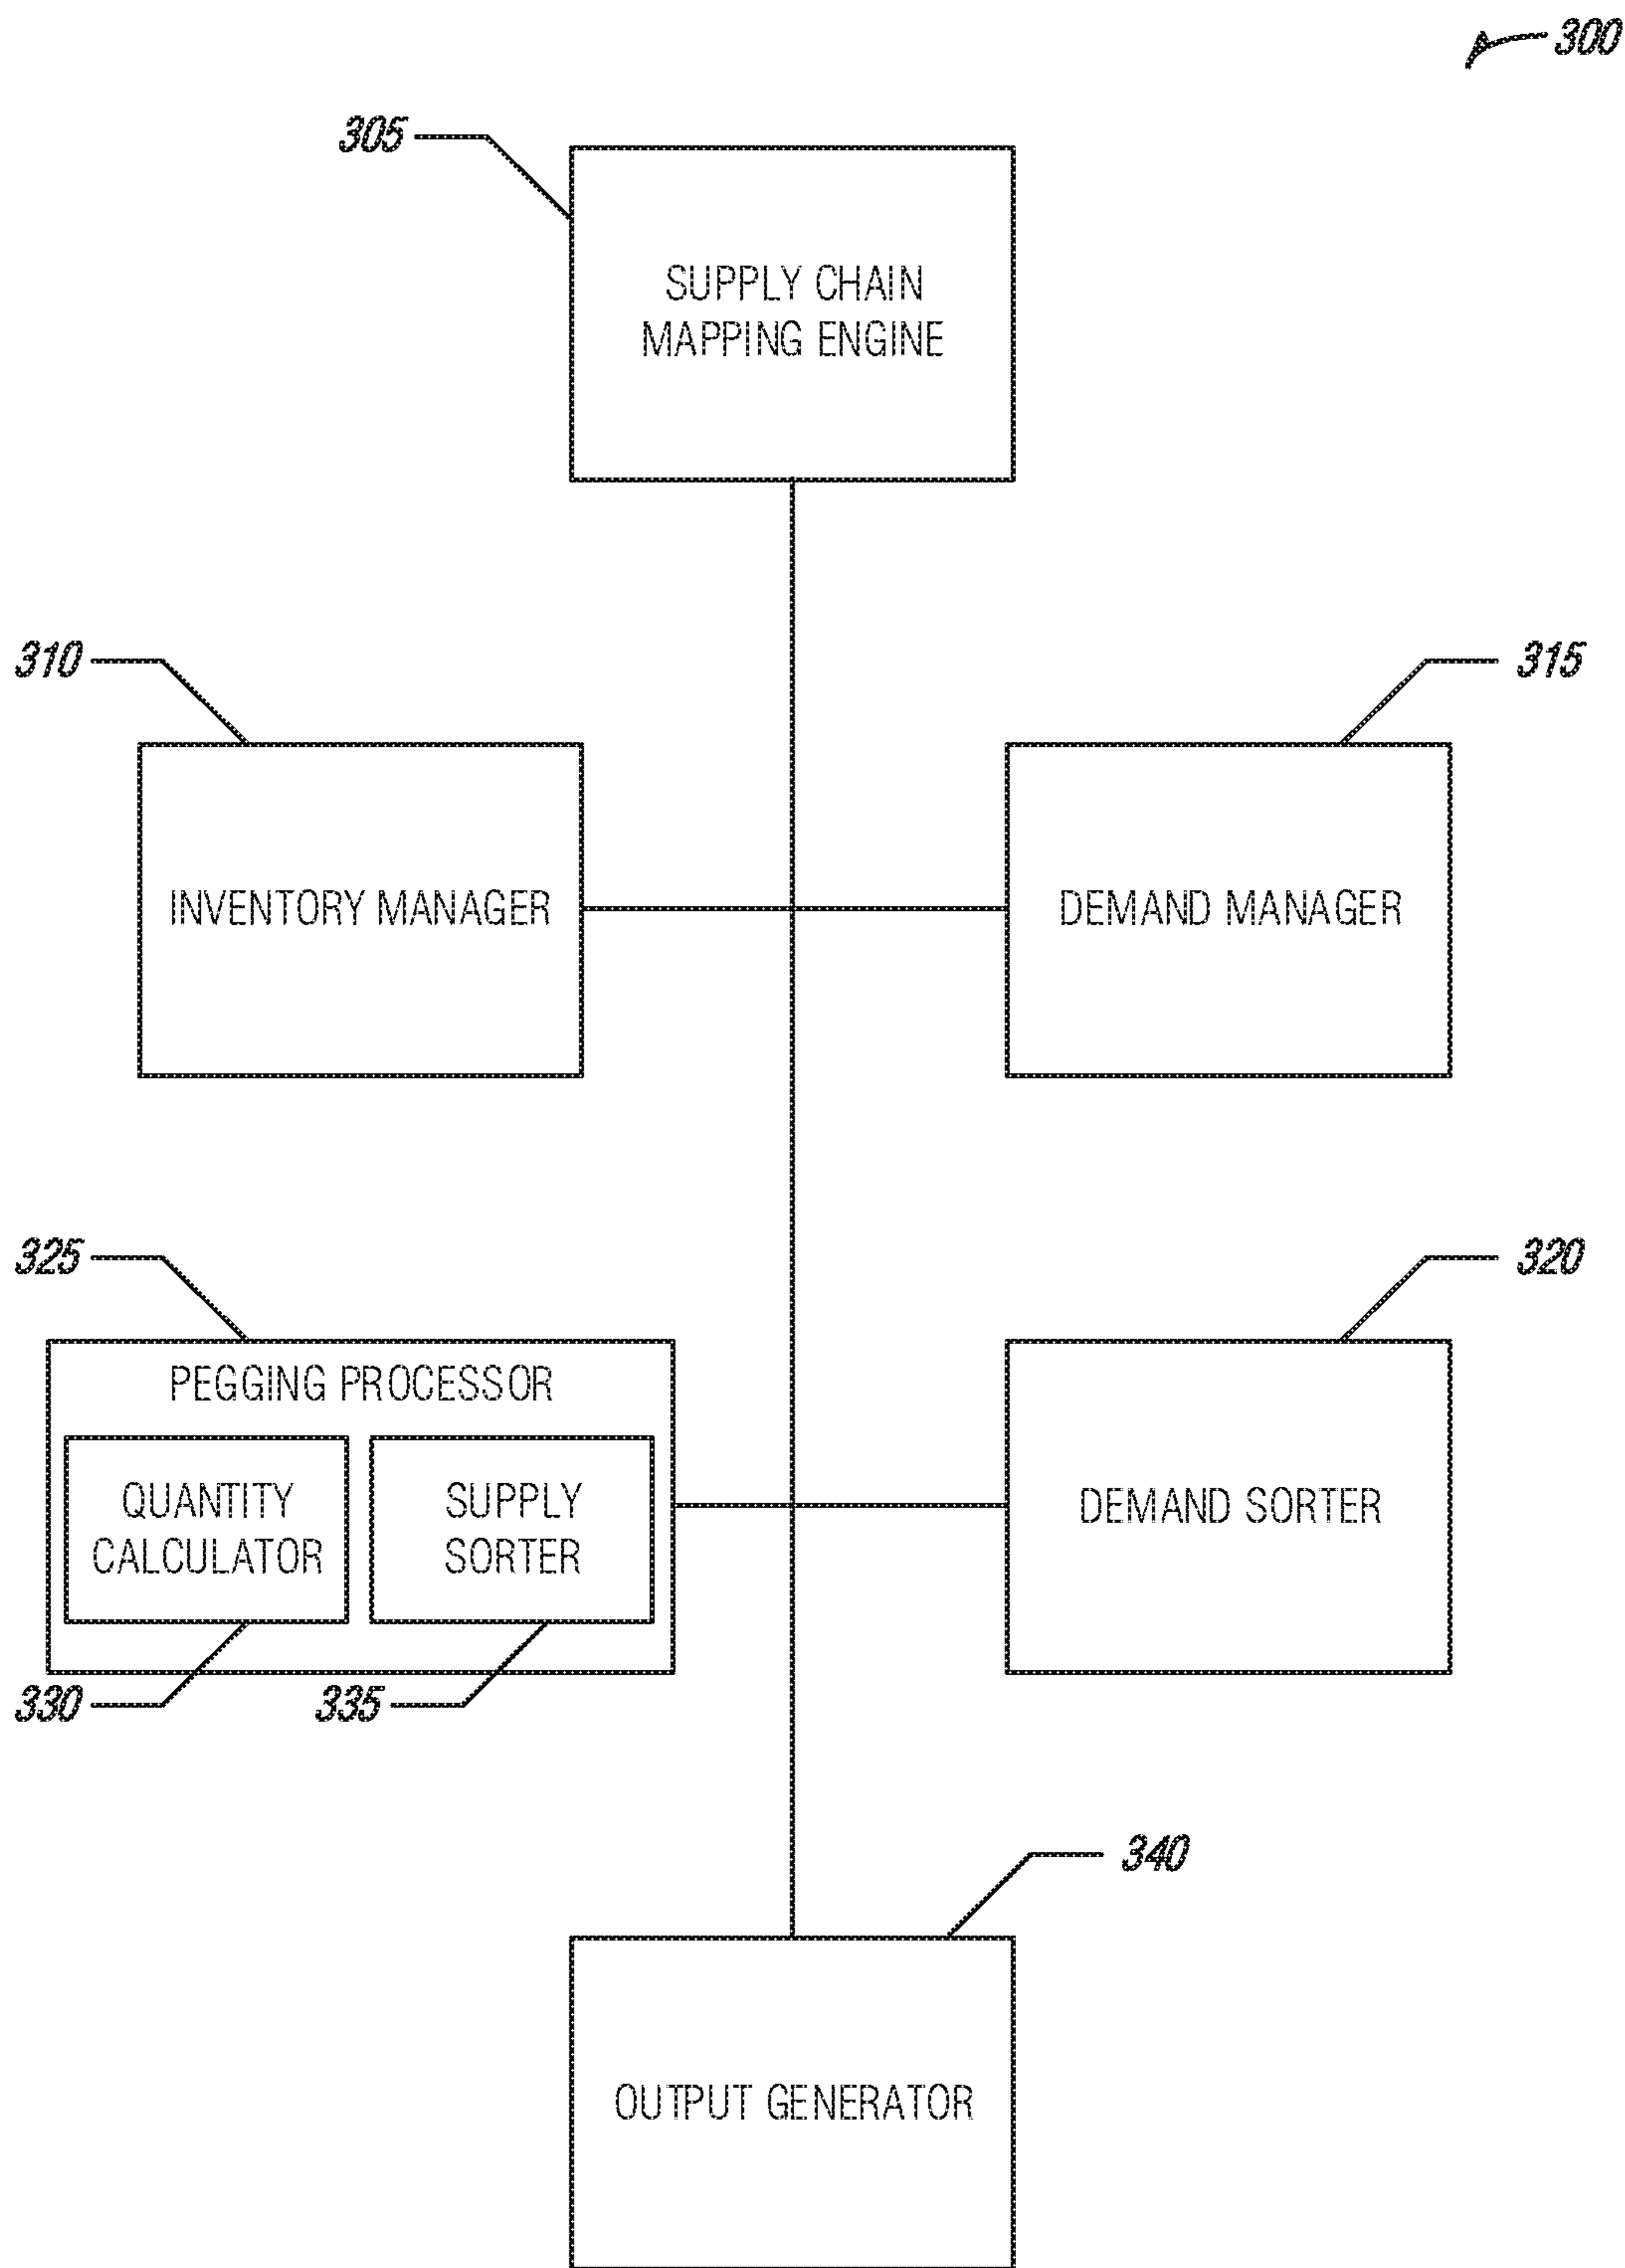 300
305
SUPPLY CHAIN
MAPPING ENGINE
310
315
INVENTORY MANAGER
DEMAND MANAGER
325
320
PEGGING PROCESSOR
QUANTITY
CALCULATOR
SUPPLY
SORTER
DEMAND SORTER
330
335
340
OUTPUT GENERATOR